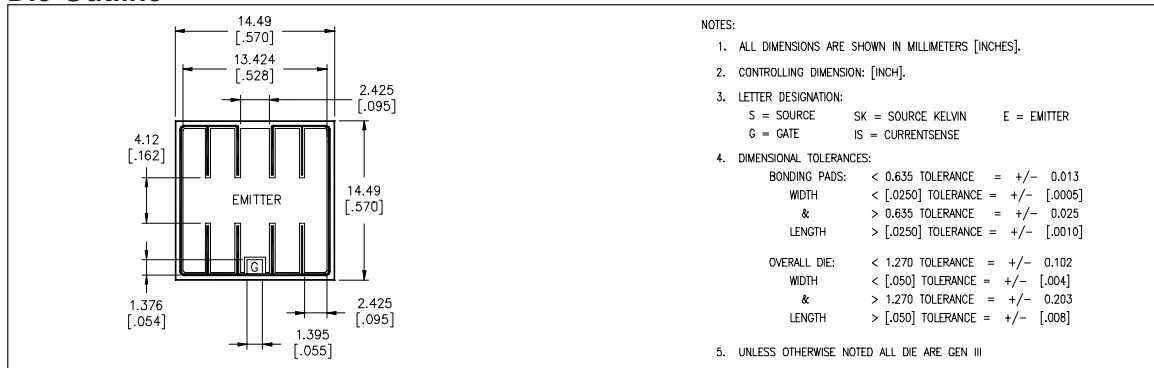 14.49
[.570]
13.424
[.528]
2.425
[.095]
4.12
[.162]
EMITTER
14.49
[.570]
G
1.376
[.054]
2.425
[.095]
1.395
[.055]
NOTES:
1. ALL DIMENSIONS ARE SHOWN IN MILLIMETERS [INCHES].
2. CONTROLLING DIMENSION: [INCH].
3. LETTER DESIGNATION:
S = SOURCE SK = SOURCE KELVIN E = EMITTER
G = GATE IS = CURRENTSENSE
4. DIMENSIONAL TOLERANCES:
BONDING PADS: < 0.635 TOLERANCE = +/- 0.013
WIDTH < [.0250] TOLERANCE = +/- [.0005]
& > 0.635 TOLERANCE = +/- 0.025
LENGTH > [.0250] TOLERANCE = +/- [.0010]
OVERALL DIE: < 1.270 TOLERANCE = +/- 0.102
WIDTH < [.050] TOLERANCE = +/- [.004]
& > 1.270 TOLERANCE = +/- 0.203
LENGTH > [.050] TOLERANCE = +/- [.008]
5. UNLESS OTHERWISE NOTED ALL DIE ARE GEN III